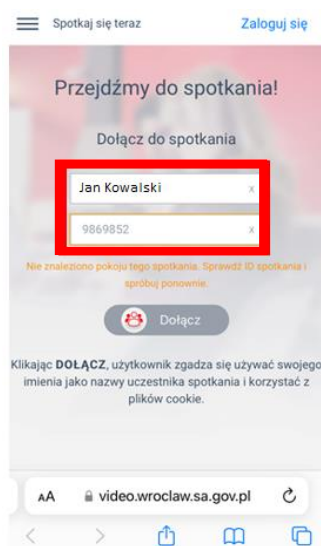 Spotkaj się teraz
Zaloguj się
Przejdźmy do spotkania!
Dołącz do spotkania
Jan Kowalski x
9869852 x
Nie znaleziono pokoju tego spotkania. Sprawdź ID spotkania i
spróbuj ponownie.
Dołącz
Klikając DOŁĄCZ, użytkownik zgadza się używać swojego
imienia jako nazwy uczestnika spotkania i korzystać z
plików cookie.
AA video.wroclaw.sa.gov.pl